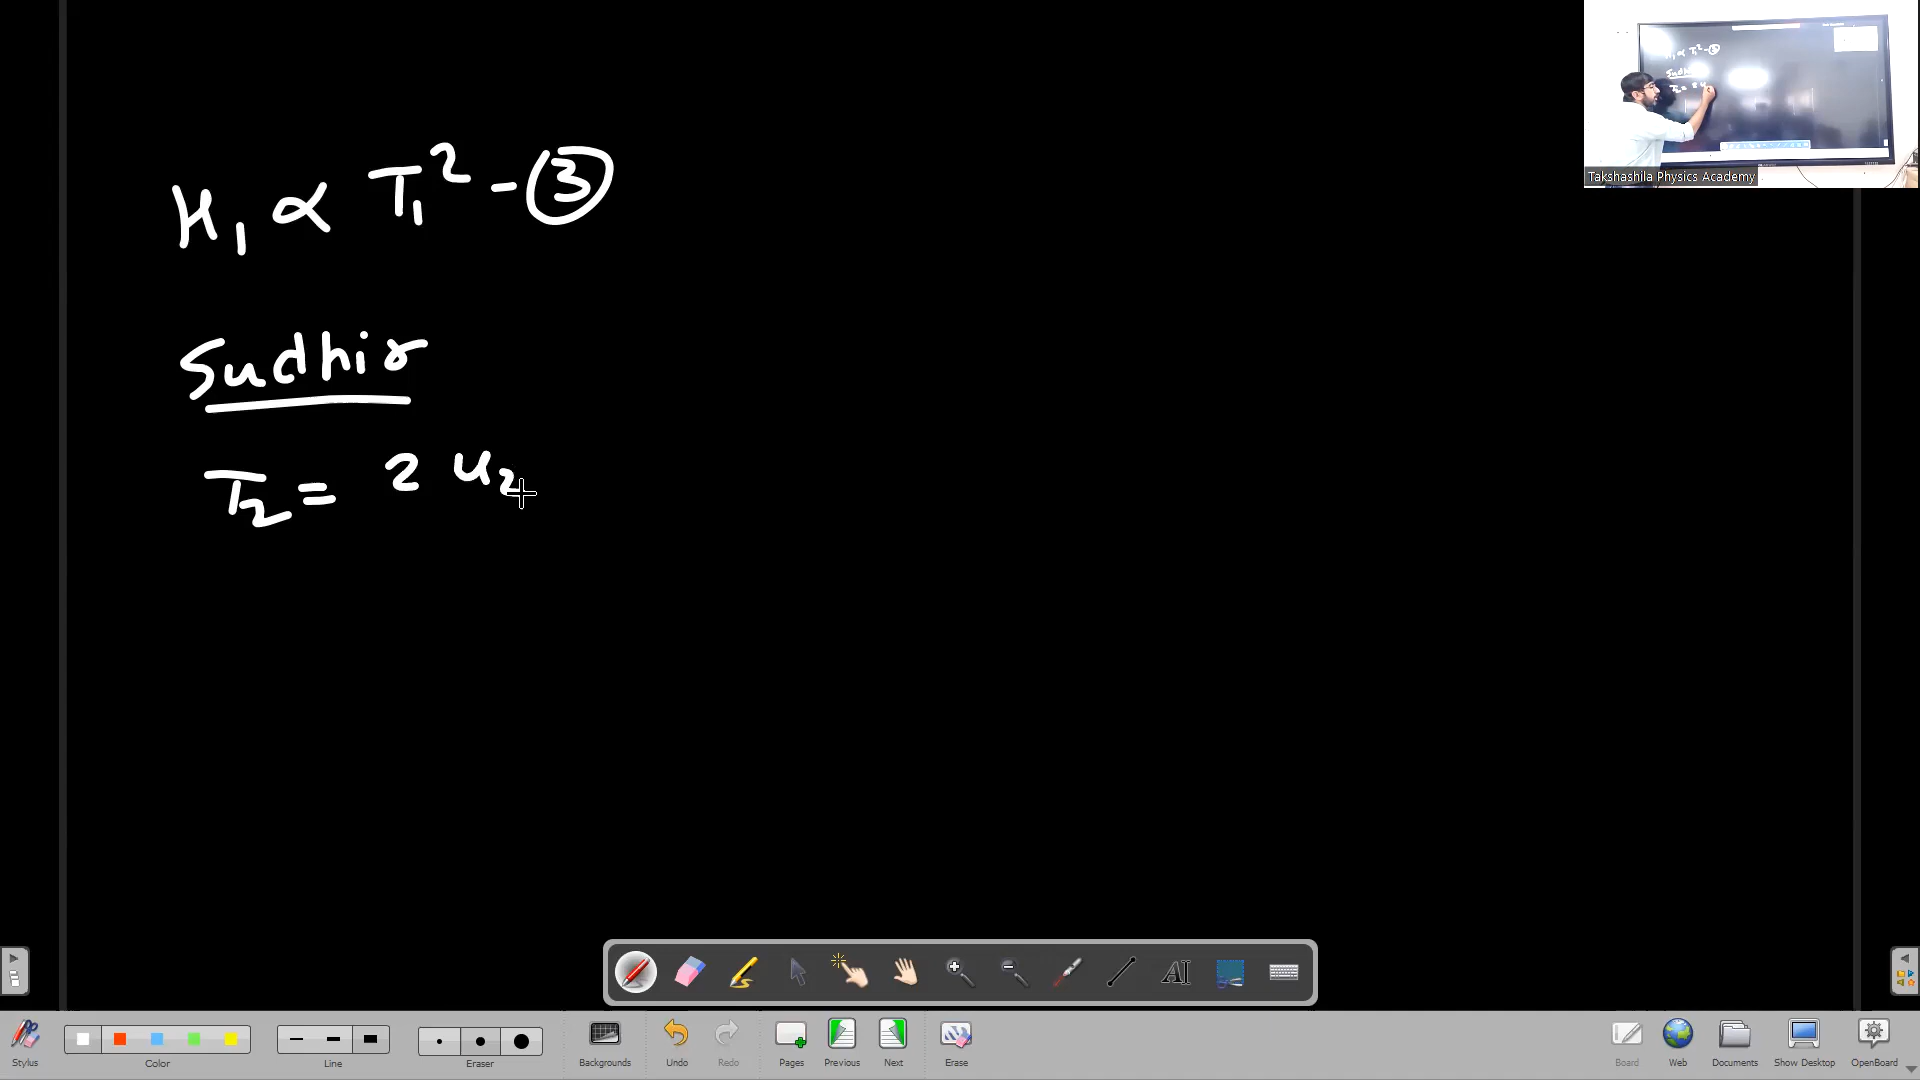 H₁ ∝ T₁² - ③
Sudhir
T₂ = 2 u₂
Takshashila Physics Academy
Stylus
Color
Line
Eraser
Backgrounds
Undo
Redo
Pages
Previous
Next
Erase
Board
Web
Documents
Show Desktop
OpenBoard